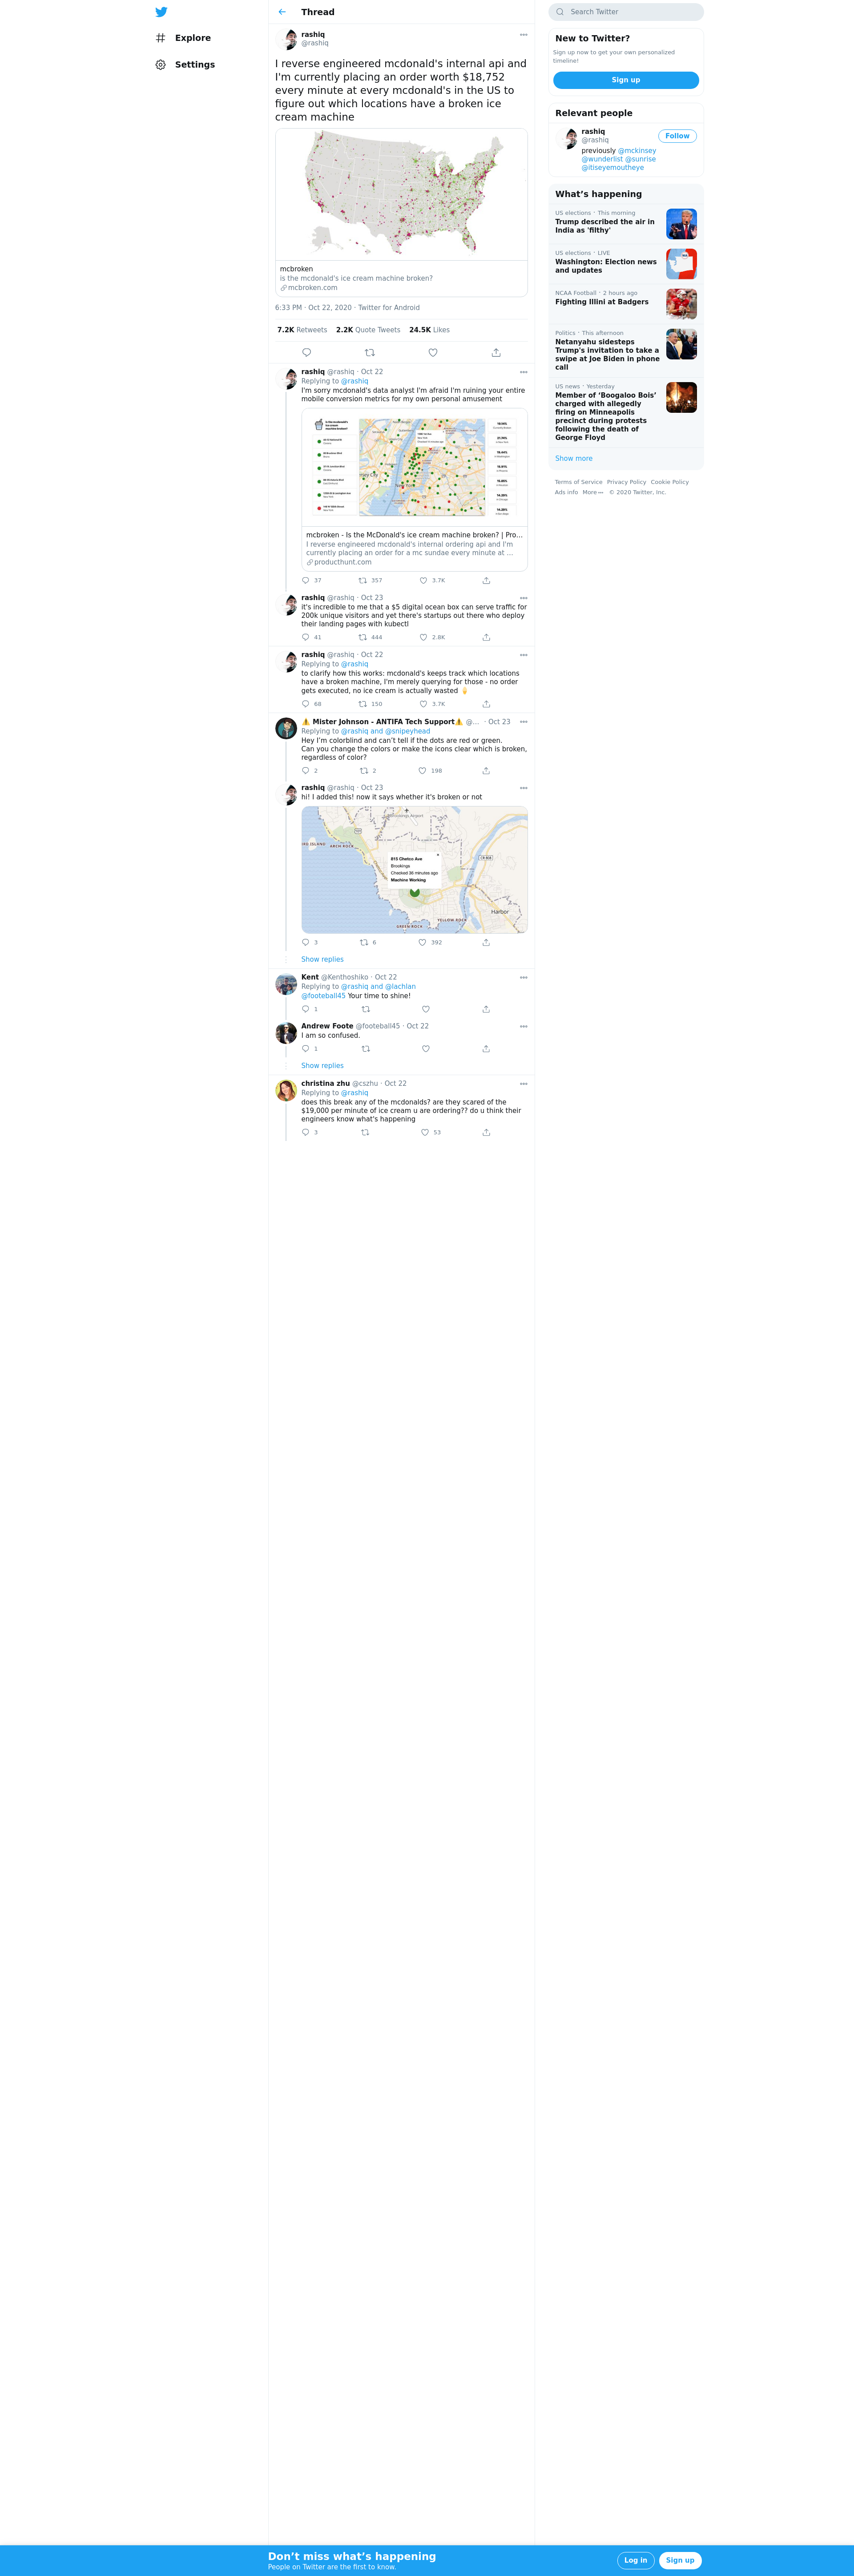 Explore
Settings
Thread
rashiq
@rashiq
I reverse engineered mcdonald's internal api and
I'm currently placing an order worth $18,752
every minute at every mcdonald's in the US to
figure out which locations have a broken ice
cream machine
mcbroken
is the mcdonald's ice cream machine broken?
mcbroken.com
6:33 PM · Oct 22, 2020 · Twitter for Android
7.2K Retweets 2.2K Quote Tweets 24.5K Likes
rashiq @rashiq · Oct 22
Replying to @rashiq
I'm sorry mcdonald's data analyst I'm afraid I'm ruining your entire
mobile conversion metrics for my own personal amusement
mcbroken - Is the McDonald's ice cream machine broken? | Pro...
I reverse engineered mcdonald's internal ordering api and I'm
currently placing an order for a mc sundae every minute at ...
producthunt.com
37 357 3.7K
rashiq @rashiq · Oct 23
it's incredible to me that a $5 digital ocean box can serve traffic for
200k unique visitors and yet there's startups out there who deploy
their landing pages with kubectl
41 444 2.8K
rashiq @rashiq · Oct 22
Replying to @rashiq
to clarify how this works: mcdonald's keeps track which locations
have a broken machine, I'm merely querying for those - no order
gets executed, no ice cream is actually wasted 🍦
68 150 3.7K
⚠️ Mister Johnson - ANTIFA Tech Support⚠️ @... · Oct 23
Replying to @rashiq and @snipeyhead
Hey I'm colorblind and can't tell if the dots are red or green.
Can you change the colors or make the icons clear which is broken,
regardless of color?
2 2 198
rashiq @rashiq · Oct 23
hi! I added this! now it says whether it's broken or not
Brookings Airport
ARCH ROCK
815 Chetco Ave
Brookings
Checked 36 minutes ago
Machine Working
Harbor
YELLOW ROCK
GREEN ROCK
3 6 392
Show replies
Kent @Kenthoshiko · Oct 22
Replying to @rashiq and @lachlan
@footeball45 Your time to shine!
1
Andrew Foote @footeball45 · Oct 22
I am so confused.
1
Show replies
christina zhu @cszhu · Oct 22
Replying to @rashiq
does this break any of the mcdonalds? are they scared of the
$19,000 per minute of ice cream u are ordering?? do u think their
engineers know what's happening
3 53
Search Twitter
New to Twitter?
Sign up now to get your own personalized
timeline!
Sign up
Relevant people
rashiq
@rashiq
Follow
previously @mckinsey
@wunderlist @sunrise
@itiseyemoutheye
What's happening
US elections · This morning
Trump described the air in
India as 'filthy'
US elections · LIVE
Washington: Election news
and updates
NCAA Football · 2 hours ago
Fighting Illini at Badgers
Politics · This afternoon
Netanyahu sidesteps
Trump's invitation to take a
swipe at Joe Biden in phone
call
US news · Yesterday
Member of 'Boogaloo Bois'
charged with allegedly
firing on Minneapolis
precinct during protests
following the death of
George Floyd
Show more
Terms of Service Privacy Policy Cookie Policy
Ads info More © 2020 Twitter, Inc.
Don't miss what's happening
People on Twitter are the first to know.
Log in
Sign up